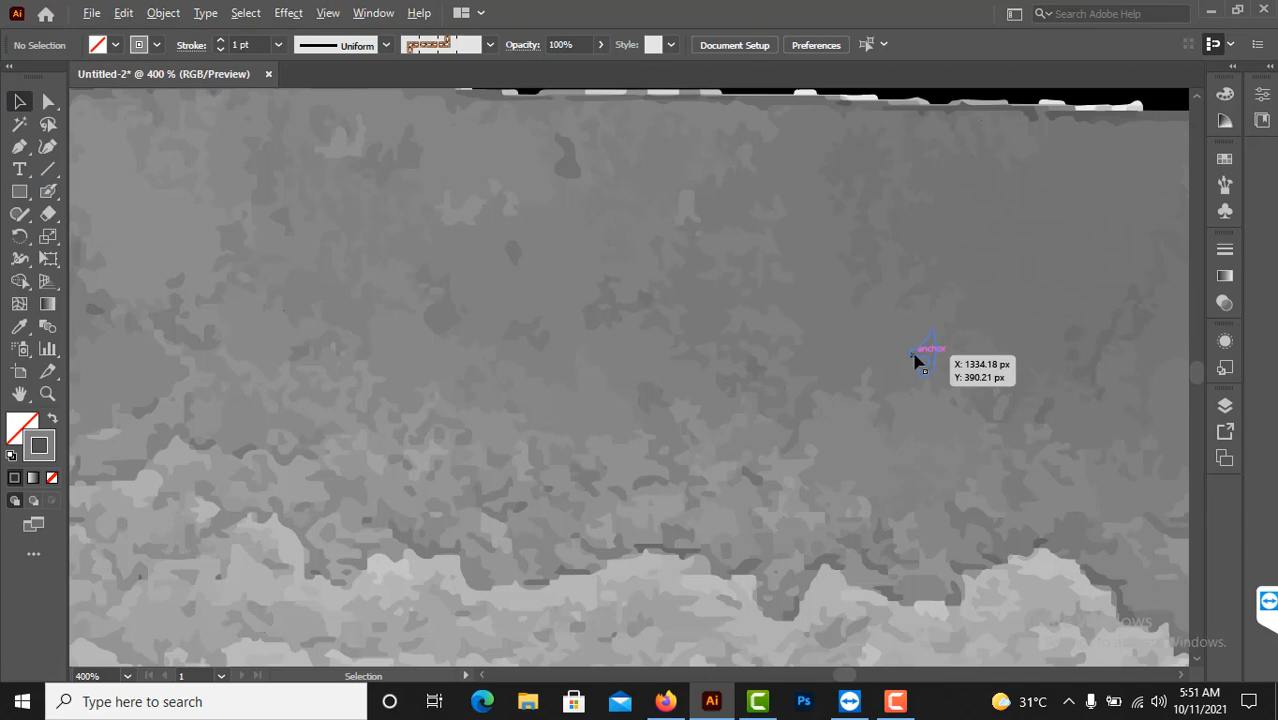 File Edit Object Type Select Effect View Window Help Search Adobe Help
No Selection Stroke: 1 pt Uniform Opacity: 100% Style: Document Setup Preferences
Untitled-2* @ 400 % (RGB/Preview)
anchor
X: 1334.18 px
Y: 390.21 px
400% 1 Selection
Type here to search 31°C 5:51 AM
10/11/2021